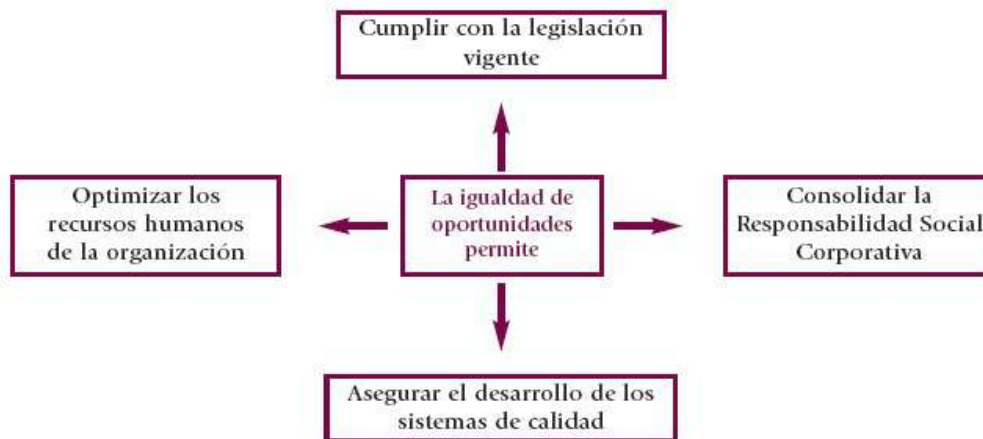 Cumplir con la legislación
vigente
Optimizar los
recursos humanos
de la organización
La igualdad de
oportunidades
permite
Consolidar la
Responsabilidad Social
Corporativa
Asegurar el desarrollo de los
sistemas de calidad